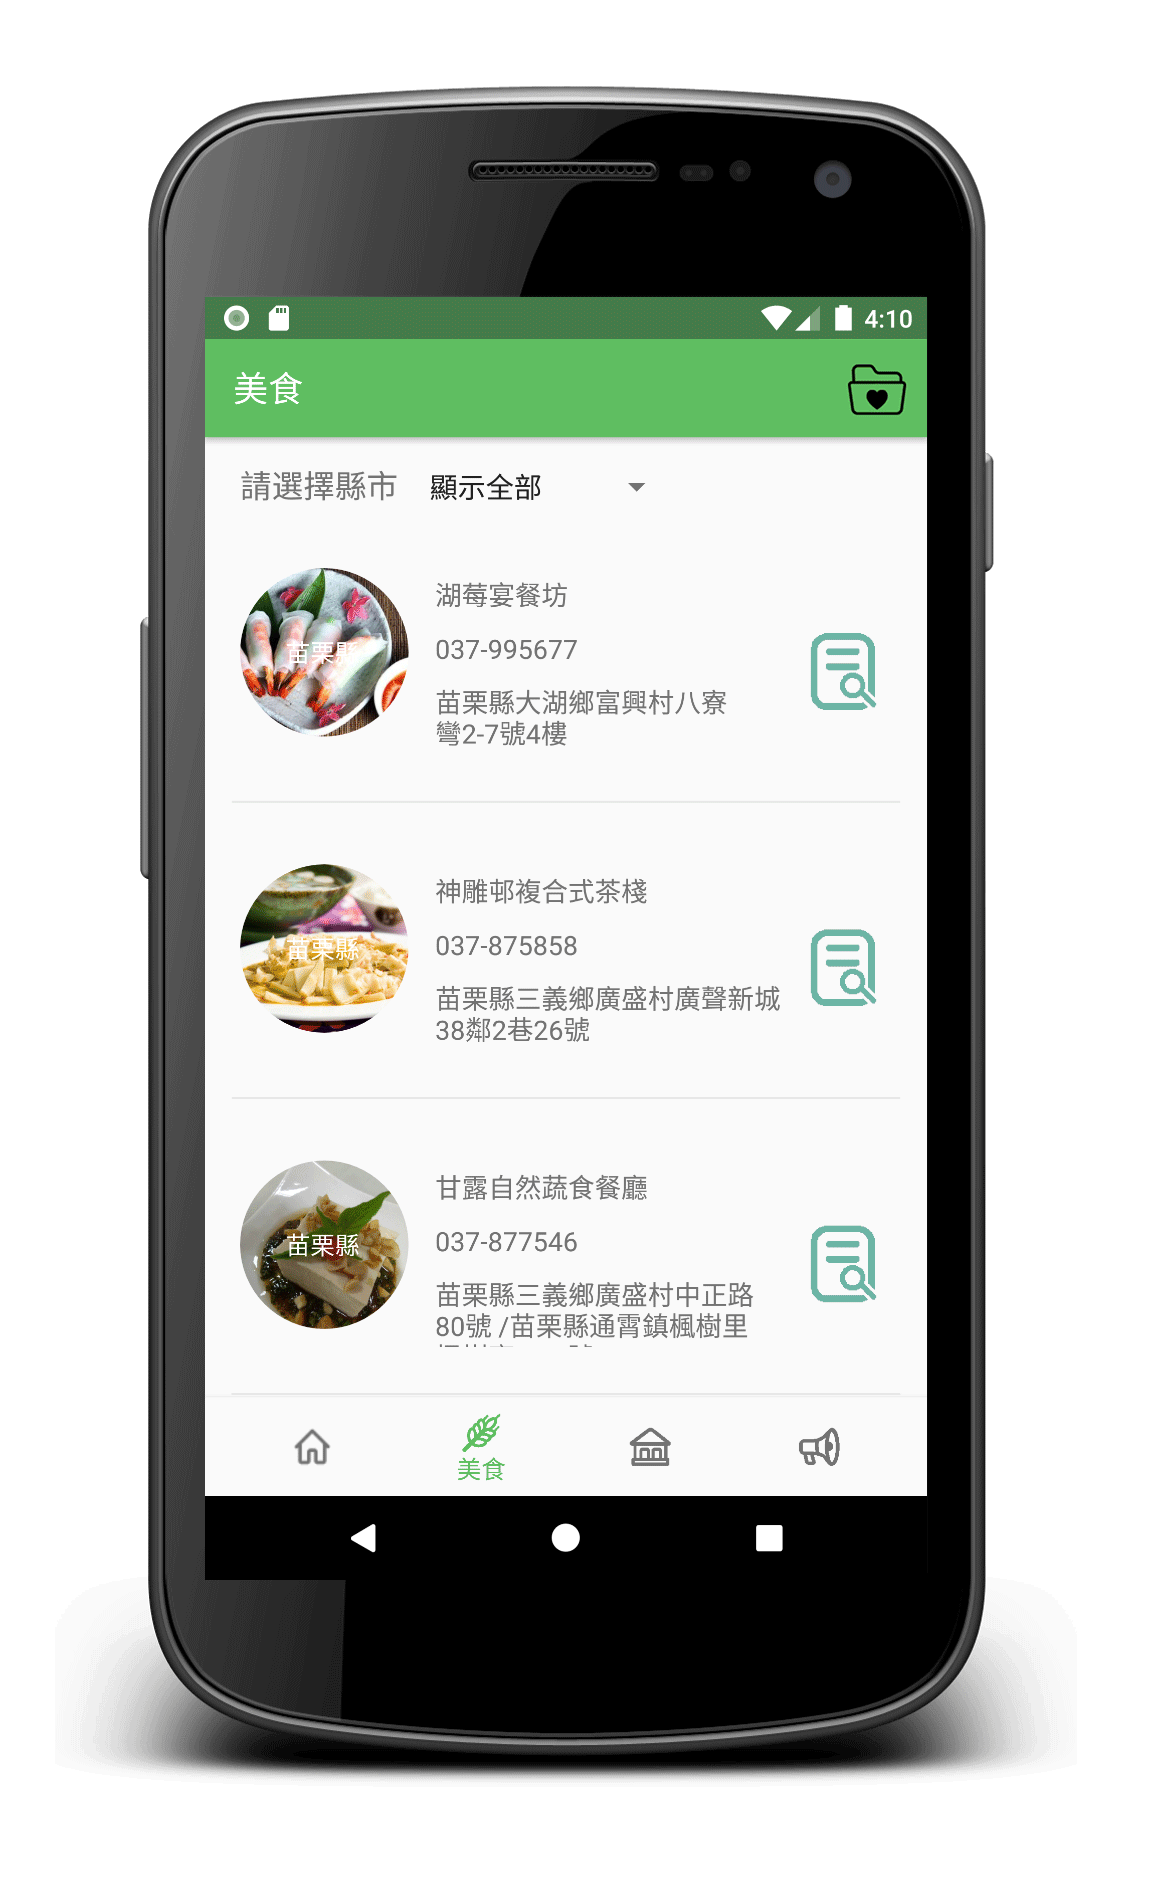 4:10
美食
請選擇縣市 顯示全部
苗栗縣
湖莓宴餐坊
037-995677
苗栗縣大湖鄉富興村八寮
彎2-7號4樓
苗栗縣
神雕邨複合式茶棧
037-875858
苗栗縣三義鄉廣盛村廣聲新城
38鄰2巷26號
苗栗縣
甘露自然蔬食餐廳
037-877546
苗栗縣三義鄉廣盛村中正路
80號 /苗栗縣通霄鎮楓樹里
美食